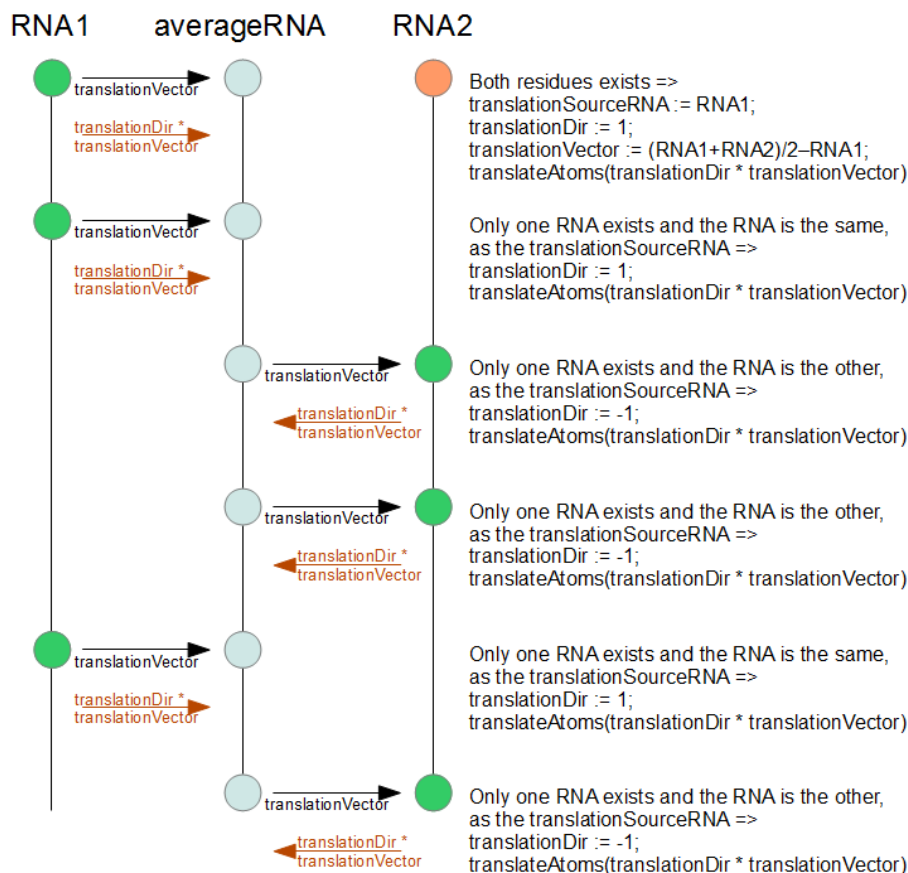 RNA1 averageRNA RNA2
translationVector
translationDir *
translationVector
Both residues exists =>
translationSourceRNA := RNA1;
translationDir := 1;
translationVector := (RNA1+RNA2)/2–RNA1;
translateAtoms(translationDir * translationVector)
translationVector
translationDir *
translationVector
Only one RNA exists and the RNA is the same,
as the translationSourceRNA =>
translationDir := 1;
translateAtoms(translationDir * translationVector)
translationVector
translationDir *
translationVector
Only one RNA exists and the RNA is the other,
as the translationSourceRNA =>
translationDir := -1;
translateAtoms(translationDir * translationVector)
translationVector
translationDir *
translationVector
Only one RNA exists and the RNA is the other,
as the translationSourceRNA =>
translationDir := -1;
translateAtoms(translationDir * translationVector)
translationVector
translationDir *
translationVector
Only one RNA exists and the RNA is the same,
as the translationSourceRNA =>
translationDir := 1;
translateAtoms(translationDir * translationVector)
translationVector
translationDir *
translationVector
Only one RNA exists and the RNA is the other,
as the translationSourceRNA =>
translationDir := -1;
translateAtoms(translationDir * translationVector)